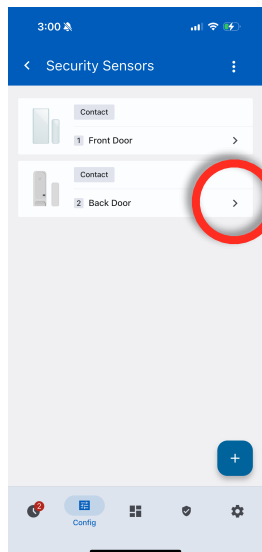 3:00
Security Sensors
Contact
1 Front Door
Contact
2 Back Door
+
2
Config